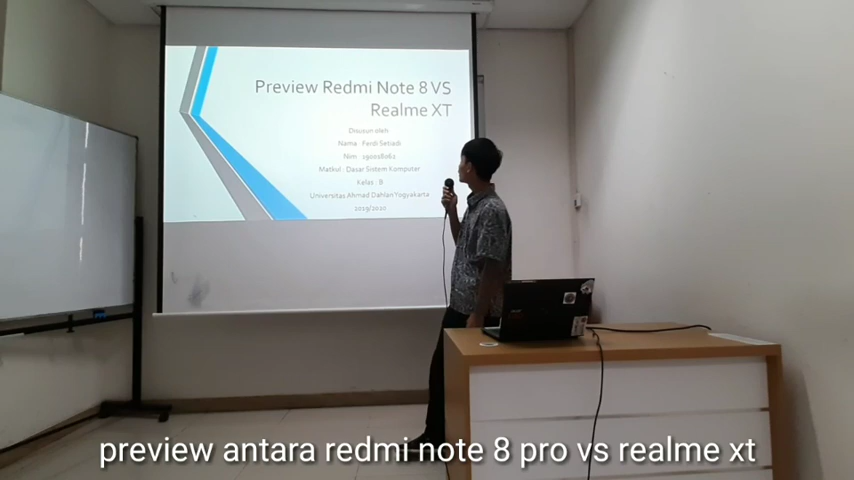 Preview Redmi Note 8 VS
Realme XT
Disusun oleh
Nama : Ferdi Setiadi
Matkul : Dasar Sistem Komputer
Kelas : B
Universitas Ahmad Dahlan Yogyakarta
2019/2020
preview antara redmi note 8 pro vs realme xt